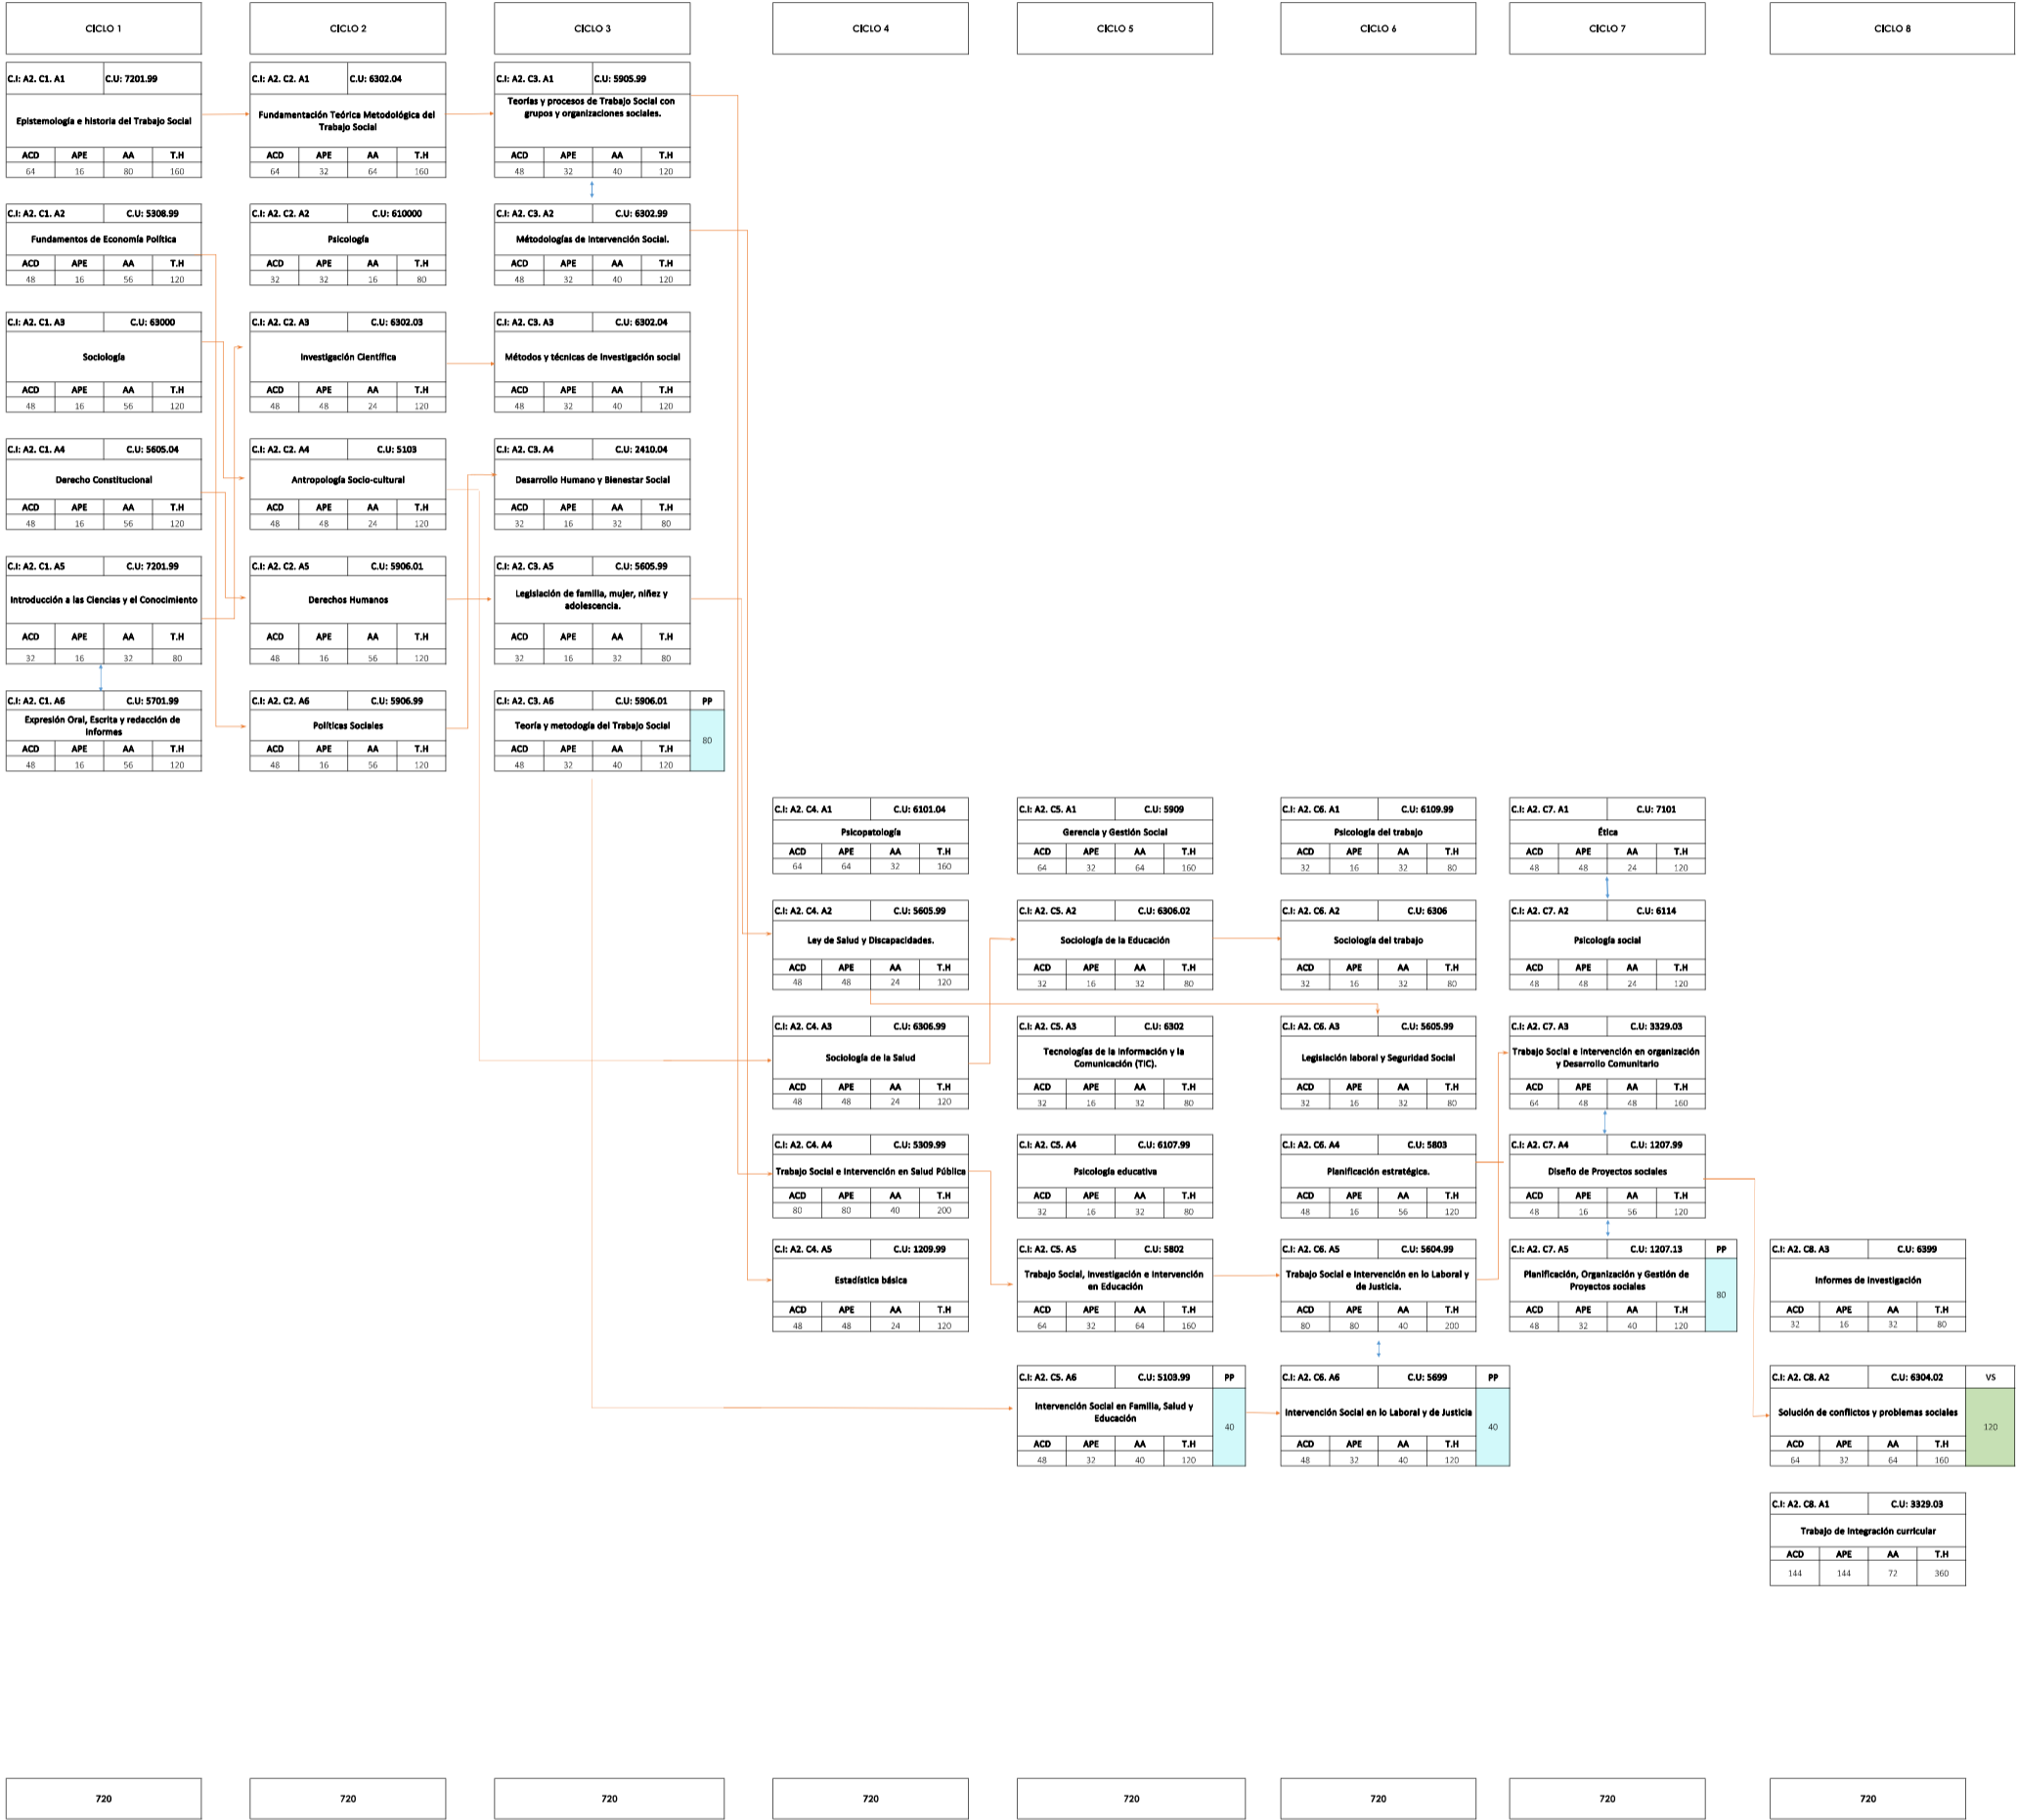 CICLO 1
CICLO 2
CICLO 3
CICLO 4
CICLO 5
CICLO 6
CICLO 7
CICLO 8
C.I: A2. C1. A1 C.U: 7201.99
Epistemología e historia del Trabajo Social
ACD APE AA T.H
64 16 80 160
C.I: A2. C1. A2 C.U: 5308.99
Fundamentos de Economía Política
ACD APE AA T.H
48 16 56 120
C.I: A2. C1. A3 C.U: 63000
Sociología
ACD APE AA T.H
48 16 56 120
C.I: A2. C1. A4 C.U: 5605.04
Derecho Constitucional
ACD APE AA T.H
48 16 56 120
C.I: A2. C1. A5 C.U: 7201.99
Introducción a las Ciencias y el Conocimiento
ACD APE AA T.H
32 16 32 80
C.I: A2. C1. A6 C.U: 5701.99
Expresión Oral, Escrita y redacción de
Informes
ACD APE AA T.H
48 16 56 120
C.I: A2. C2. A1 C.U: 6302.04
Fundamentación Teórica Metodológica del
Trabajo Social
ACD APE AA T.H
64 32 64 160
C.I: A2. C2. A2 C.U: 610000
Psicología
ACD APE AA T.H
32 32 16 80
C.I: A2. C2. A3 C.U: 6302.03
Investigación Científica
ACD APE AA T.H
48 48 24 120
C.I: A2. C2. A4 C.U: 5103
Antropología Socio-cultural
ACD APE AA T.H
48 48 24 120
C.I: A2. C2. A5 C.U: 5906.01
Derechos Humanos
ACD APE AA T.H
48 16 56 120
C.I: A2. C2. A6 C.U: 5906.99
Políticas Sociales
ACD APE AA T.H
48 16 56 120
C.I: A2. C3. A1 C.U: 5905.99
Teorías y procesos de Trabajo Social con
grupos y organizaciones sociales.
ACD APE AA T.H
48 32 40 120
C.I: A2. C3. A2 C.U: 6302.99
Métodologías de Intervención Social.
ACD APE AA T.H
48 32 40 120
C.I: A2. C3. A3 C.U: 6302.04
Métodos y técnicas de Investigación social
ACD APE AA T.H
48 32 40 120
C.I: A2. C3. A4 C.U: 2410.04
Desarrollo Humano y Bienestar Social
ACD APE AA T.H
32 16 32 80
C.I: A2. C3. A5 C.U: 5605.99
Legislación de familia, mujer, niñez y
adolescencia.
ACD APE AA T.H
32 16 32 80
C.I: A2. C3. A6 C.U: 5906.01 PP
Teoría y metodogía del Trabajo Social
80
ACD APE AA T.H
48 32 40 120
C.I: A2. C4. A1 C.U: 6101.04
Psicopatología
ACD APE AA T.H
64 64 32 160
C.I: A2. C4. A2 C.U: 5605.99
Ley de Salud y Discapacidades.
ACD APE AA T.H
48 48 24 120
C.I: A2. C4. A3 C.U: 6306.99
Sociología de la Salud
ACD APE AA T.H
48 48 24 120
C.I: A2. C4. A4 C.U: 5309.99
Trabajo Social e Intervención en Salud Pública
ACD APE AA T.H
80 80 40 200
C.I: A2. C4. A5 C.U: 1209.99
Estadística básica
ACD APE AA T.H
48 48 24 120
C.I: A2. C5. A1 C.U: 5909
Gerencia y Gestión Social
ACD APE AA T.H
64 32 64 160
C.I: A2. C5. A2 C.U: 6306.02
Sociología de la Educación
ACD APE AA T.H
32 16 32 80
C.I: A2. C5. A3 C.U: 6302
Tecnologías de la Información y la
Comunicación (TIC).
ACD APE AA T.H
32 16 32 80
C.I: A2. C5. A4 C.U: 6107.99
Psicología educativa
ACD APE AA T.H
32 16 32 80
C.I: A2. C5. A5 C.U: 5802
Trabajo Social, Investigación e Intervención
en Educación
ACD APE AA T.H
64 32 64 160
C.I: A2. C5. A6 C.U: 5103.99 PP
Intervención Social en Familia, Salud y
Educación
40
ACD APE AA T.H
48 32 40 120
C.I: A2. C6. A1 C.U: 6109.99
Psicología del trabajo
ACD APE AA T.H
32 16 32 80
C.I: A2. C6. A2 C.U: 6306
Sociología del trabajo
ACD APE AA T.H
32 16 32 80
C.I: A2. C6. A3 C.U: 5605.99
Legislación laboral y Seguridad Social
ACD APE AA T.H
32 16 32 80
C.I: A2. C6. A4 C.U: 5803
Planificación estratégica.
ACD APE AA T.H
48 16 56 120
C.I: A2. C6. A5 C.U: 5604.99
Trabajo Social e Intervención en lo Laboral y
de Justicia.
ACD APE AA T.H
80 80 40 200
C.I: A2. C6. A6 C.U: 5699 PP
Intervención Social en lo Laboral y de Justicia
40
ACD APE AA T.H
48 32 40 120
C.I: A2. C7. A1 C.U: 7101
Ética
ACD APE AA T.H
48 48 24 120
C.I: A2. C7. A2 C.U: 6114
Psicología social
ACD APE AA T.H
48 48 24 120
C.I: A2. C7. A3 C.U: 3329.03
Trabajo Social e Intervención en organización
y Desarrollo Comunitario
ACD APE AA T.H
64 48 48 160
C.I: A2. C7. A4 C.U: 1207.99
Diseño de Proyectos sociales
ACD APE AA T.H
48 16 56 120
C.I: A2. C7. A5 C.U: 1207.13 PP
Planificación, Organización y Gestión de
Proyectos sociales
80
ACD APE AA T.H
48 32 40 120
C.I: A2. C8. A3 C.U: 6399
Informes de Investigación
ACD APE AA T.H
32 16 32 80
C.I: A2. C8. A2 C.U: 6304.02 VS
Solución de conflictos y problemas sociales
120
ACD APE AA T.H
64 32 64 160
C.I: A2. C8. A1 C.U: 3329.03
Trabajo de Integración curricular
ACD APE AA T.H
144 144 72 360
720
720
720
720
720
720
720
720